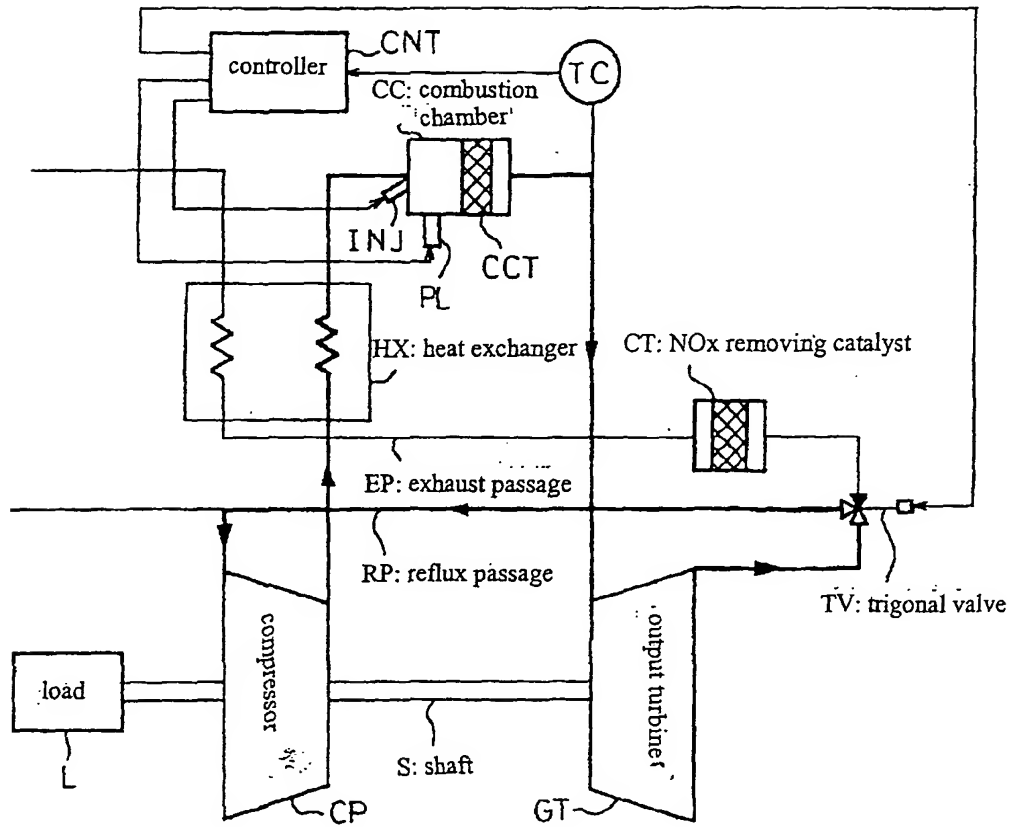 CNT
controller
TC
CC: combustion
chamber
INJ
CCT
PL
HX: heat exchanger
CT: NOx removing catalyst
EP: exhaust passage
RP: reflux passage
TV: trigonal valve
compressor
output turbiner
load
S: shaft
L
CP
GT